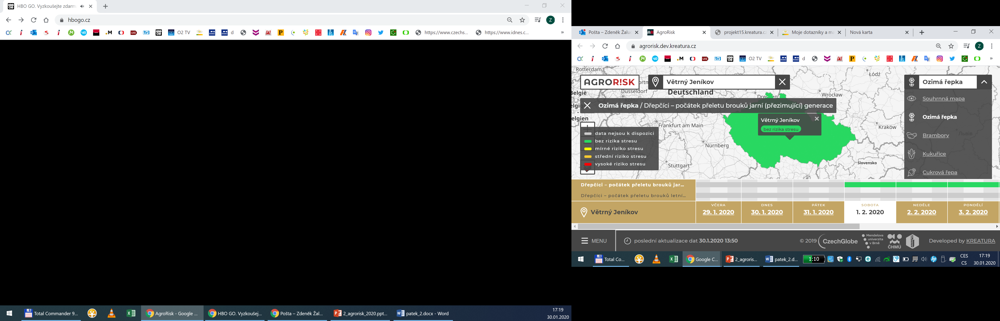 HBO GO. Vyzkoušejte zdarm
hbogo.cz
O2 TV
d
https://www.czechs...
https://www.idnes.c...
»
Total Commander 9...
AgroRisk - Google ...
HBO GO. Vyzkoušej...
Pošta – Zdeněk Žal...
2_agrorisk_2020.ppt...
patek_2.docx - Word
17:19
30.01.2020
Pošta – Zdeněk Žalu
AgroRisk
projekt15.kreatura.c
Moje dotazníky a ma
Nová karta
agrorisk.dev.kreatura.cz
O2 TV
d
»
Rotterdam
Łódź
AGROR!SK
Větrný Jeníkov
Ozimá řepka
België
Düsseldorf
Deutschland
Dresden
Wrocław
Souhrnná mapa
Ozimá řepka / Dřepčíci – počátek přeletu brouků jarní (přezimující) generace
Ozimá řepka
Větrný Jeníkov
bez rizika stresu
Frankfurt am Main
Kraków
data nejsou k dispozici
Brambory
Львів
bez rizika stresu
Nürnberg
mírné riziko stresu
Kukuřice
střední riziko stresu
Slovensko
vysoké riziko stresu
Stuttgart
Cukrová řepa
Dřepčíci – počátek přeletu brouků jar...
Dřepčíci – počátek přeletu brouků letní...
VČERA
DNES
PÁTEK
SOBOTA
NEDĚLE
PONDĚLÍ
Větrný Jeníkov
29. 1. 2020
30. 1. 2020
31. 1. 2020
1. 2. 2020
2. 2. 2020
3. 2. 2020
MENU
poslední aktualizace dat 30.1.2020 13:50
© 2019
CzechGlobe
Mendelova
univerzita
v Brně
ČHMÚ
Developed by KREATURA
Total Co...
Google C...
2_agroris...
patek_2.d...
1:10
CES
CS
17:19
30.01.2020